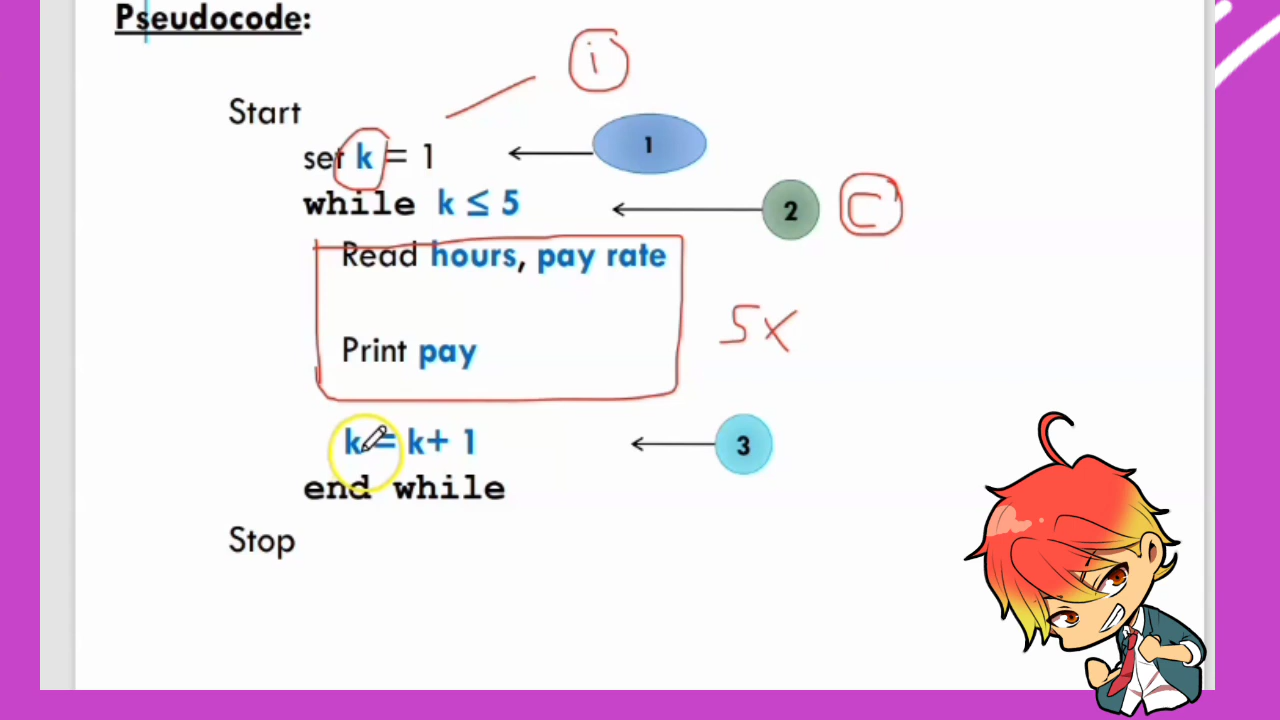 Pseudocode:
i
Start
set k = 1
1
while k ≤ 5
2
C
Read hours, pay rate
5x
Print pay
k = k+ 1
3
end while
Stop